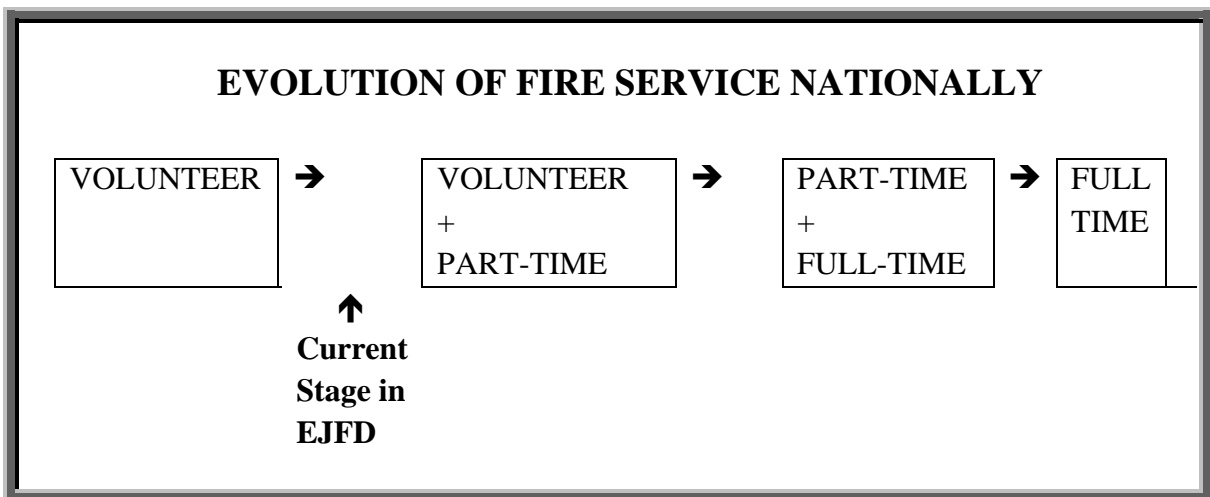 EVOLUTION OF FIRE SERVICE NATIONALLY
VOLUNTEER ➔ VOLUNTEER ➔ PART-TIME ➔ FULL
+ + TIME
PART-TIME FULL-TIME
🡱
Current
Stage in
EJFD